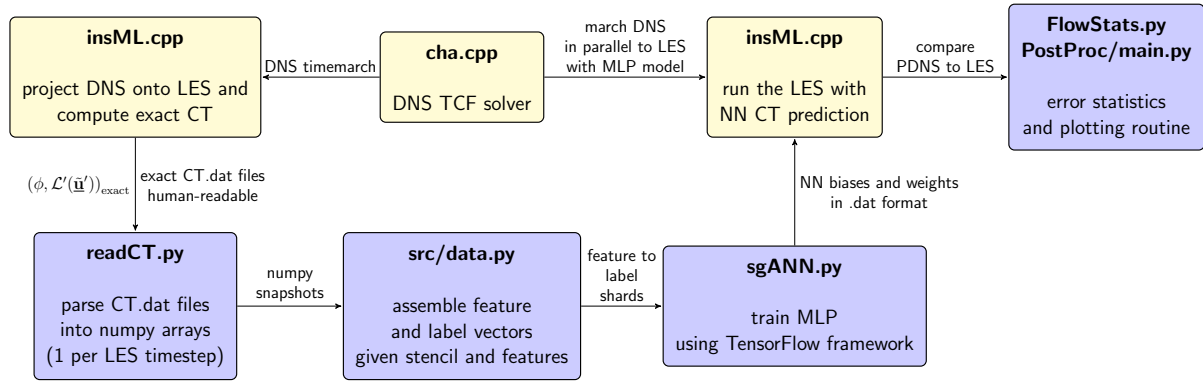 insML.cpp
project DNS onto LES and
compute exact CT
DNS timemarch
cha.cpp
DNS TCF solver
march DNS
in parallel to LES
with MLP model
insML.cpp
run the LES with
NN CT prediction
compare
PDNS to LES
FlowStats.py
PostProc/main.py
error statistics
and plotting routine
(ϕ, ℒ′(ũ′))exact
exact CT.dat files
human-readable
NN biases and weights
in .dat format
readCT.py
parse CT.dat files
into numpy arrays
(1 per LES timestep)
numpy
snapshots
src/data.py
assemble feature
and label vectors
given stencil and features
feature to
label
shards
sgANN.py
train MLP
using TensorFlow framework